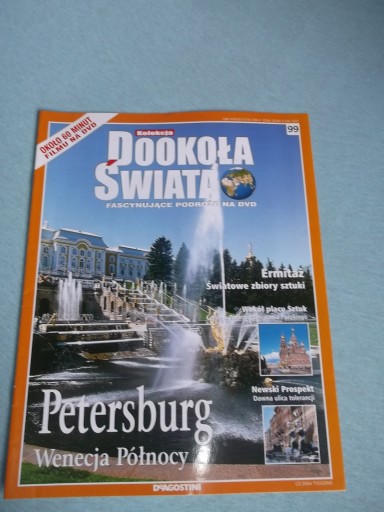 OKOŁO 60 MINUT
FILMU NA DVD
99
Kolekcja
DOOKOŁA
ŚWIATA
FASCYNUJĄCE PODRÓŻE NA DVD
Ermitaż
Światowe zbiory sztuki
Wokół placu Sztuk
Newski Prospekt
Dawna ulica tolerancji
Petersburg
Wenecja Północy
DEAGOSTINI